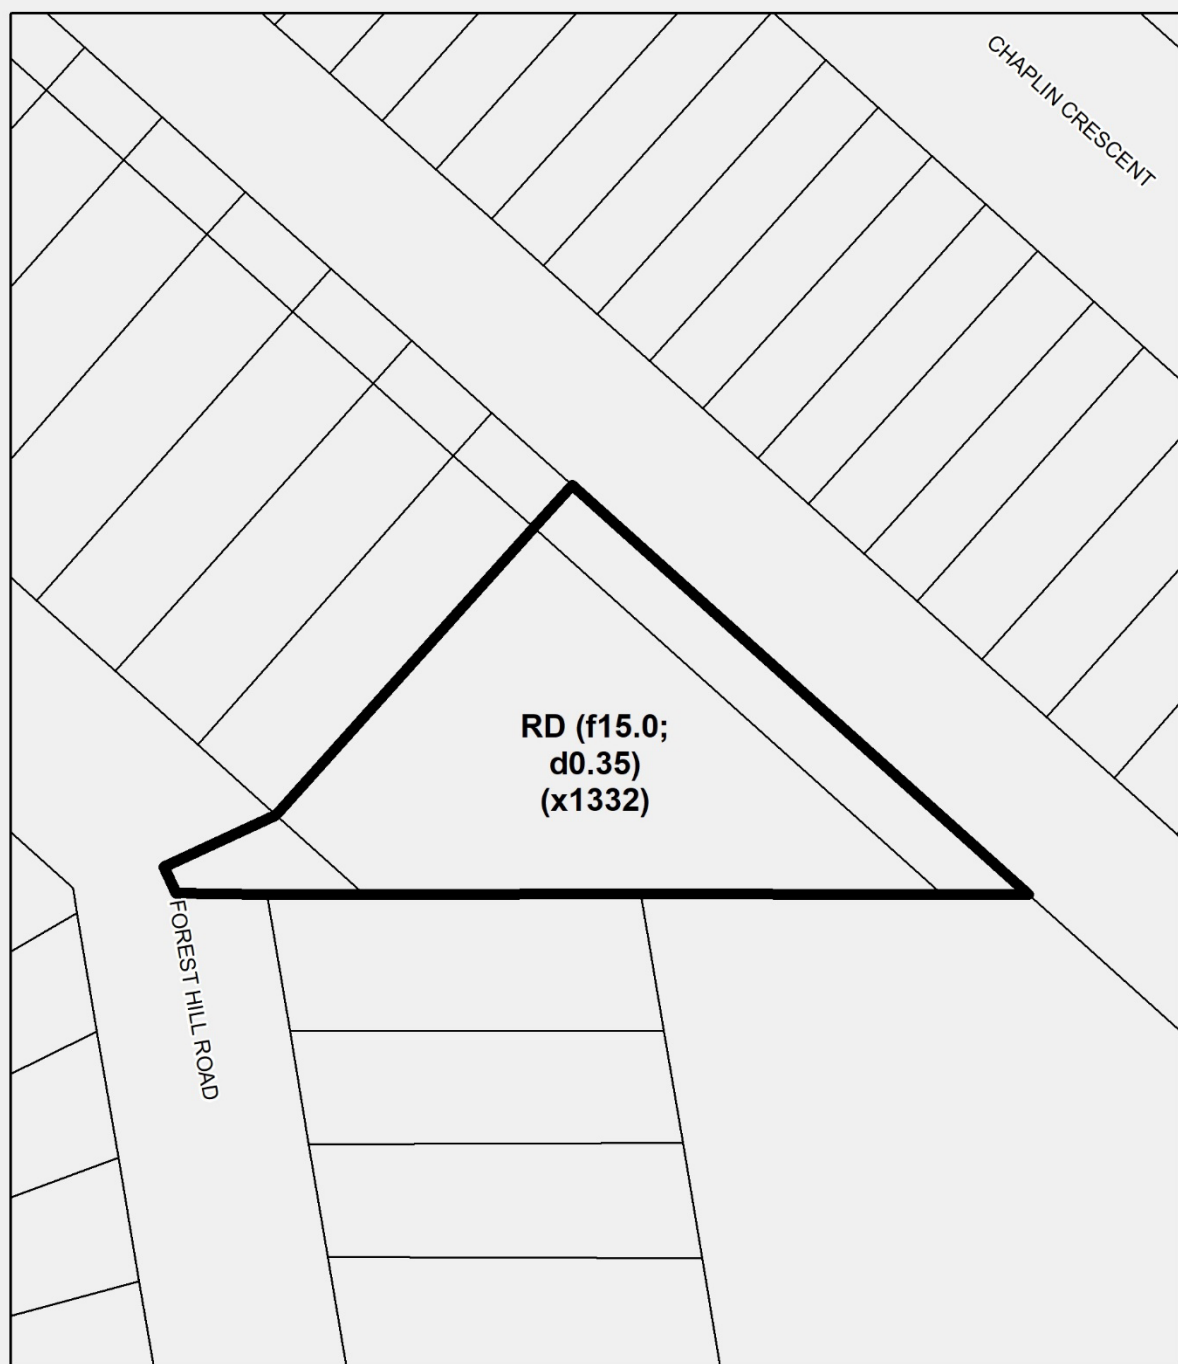 CHAPLIN CRESCENT
RD (f15.0;
d0.35)
(x1332)
FOREST HILL ROAD